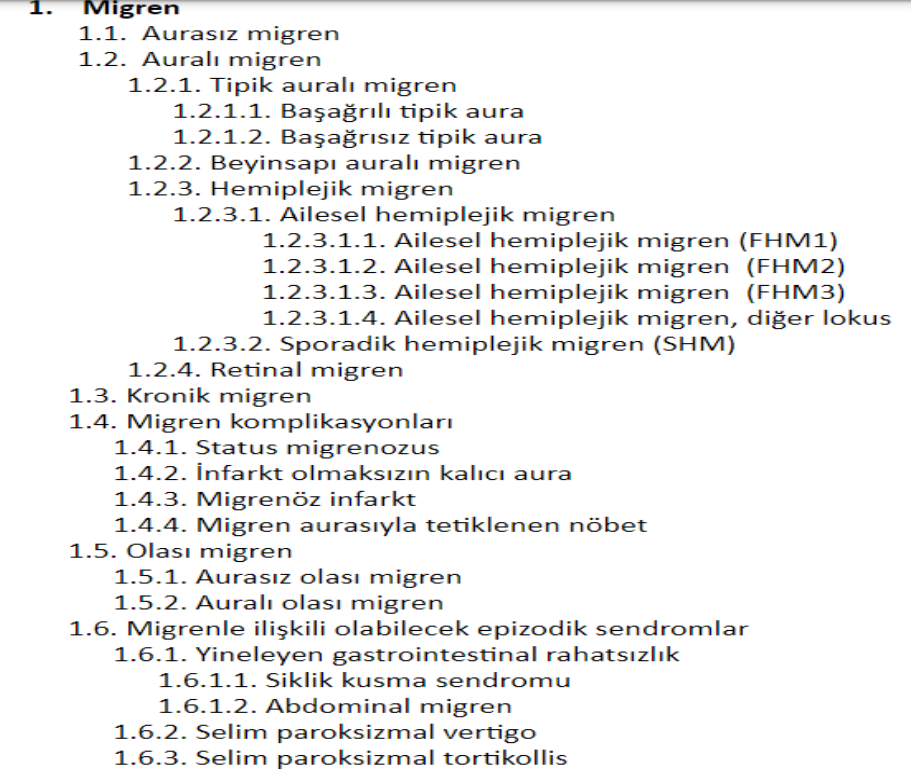 1. Migren
1.1. Aurasız migren
1.2. Auralı migren
1.2.1. Tipik auralı migren
1.2.1.1. Başağrılı tipik aura
1.2.1.2. Başağrısız tipik aura
1.2.2. Beyinsapı auralı migren
1.2.3. Hemiplejik migren
1.2.3.1. Ailesel hemiplejik migren
1.2.3.1.1. Ailesel hemiplejik migren (FHM1)
1.2.3.1.2. Ailesel hemiplejik migren (FHM2)
1.2.3.1.3. Ailesel hemiplejik migren (FHM3)
1.2.3.1.4. Ailesel hemiplejik migren, diğer lokus
1.2.3.2. Sporadik hemiplejik migren (SHM)
1.2.4. Retinal migren
1.3. Kronik migren
1.4. Migren komplikasyonları
1.4.1. Status migrenozus
1.4.2. İnfarkt olmaksızın kalıcı aura
1.4.3. Migrenöz infarkt
1.4.4. Migren aurasıyla tetiklenen nöbet
1.5. Olası migren
1.5.1. Aurasız olası migren
1.5.2. Auralı olası migren
1.6. Migrenle ilişkili olabilecek epizodik sendromlar
1.6.1. Yineleyen gastrointestinal rahatsızlık
1.6.1.1. Siklik kusma sendromu
1.6.1.2. Abdominal migren
1.6.2. Selim paroksizmal vertigo
1.6.3. Selim paroksizmal tortikollis